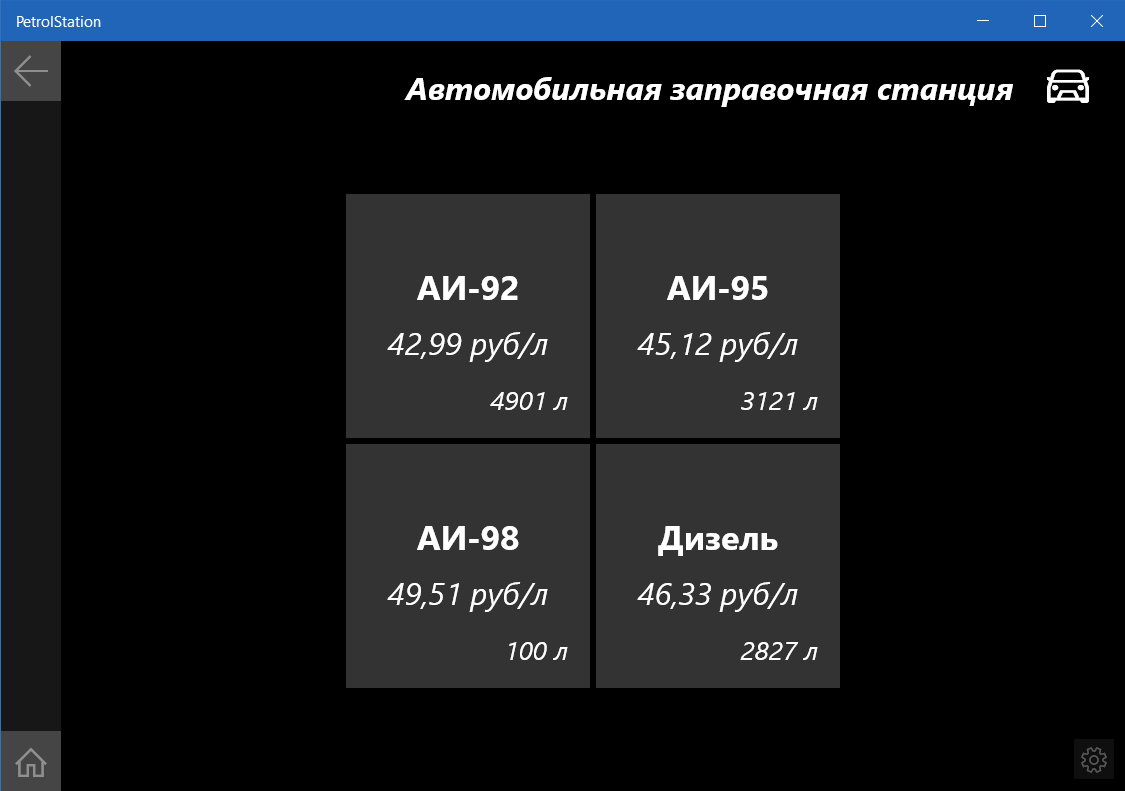 PetrolStation
Автомобильная заправочная станция
АИ-92
42,99 руб/л
4901 л
АИ-95
45,12 руб/л
3121 л
АИ-98
49,51 руб/л
100 л
Дизель
46,33 руб/л
2827 л